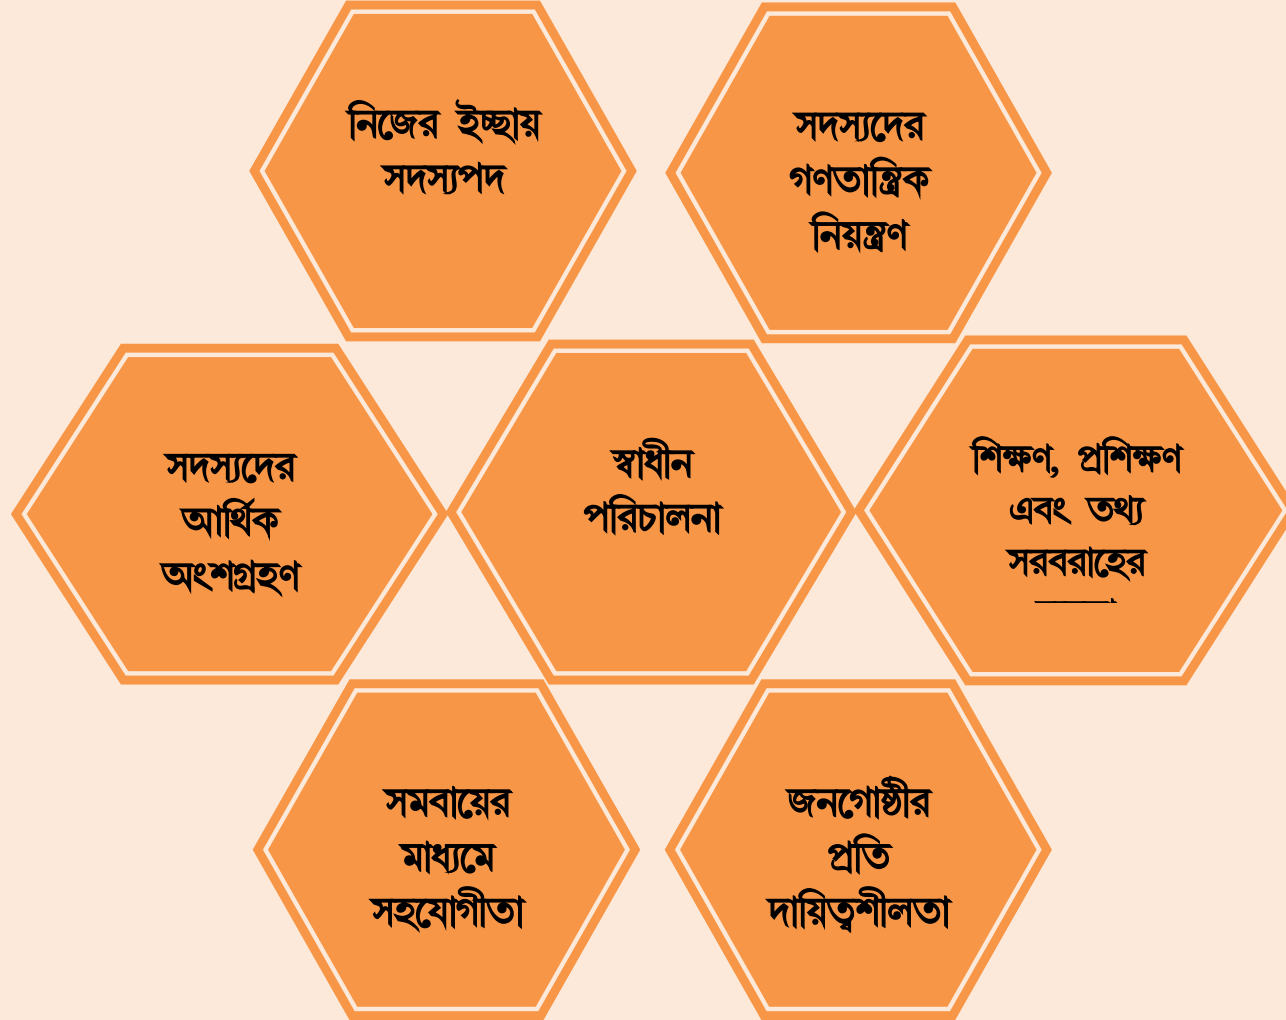 নিজের ইচ্ছায়
সদস্যপদ
সদস্যদের
গণতান্ত্রিক
নিয়ন্ত্রণ
সদস্যদের
আর্থিক
অংশগ্রহণ
স্বাধীন
পরিচালনা
শিক্ষণ, প্রশিক্ষণ
এবং তথ্য
সরবরাহের
সমবায়ের
মাধ্যমে
সহযোগীতা
জনগোষ্ঠীর
প্রতি
দায়িত্বশীলতা